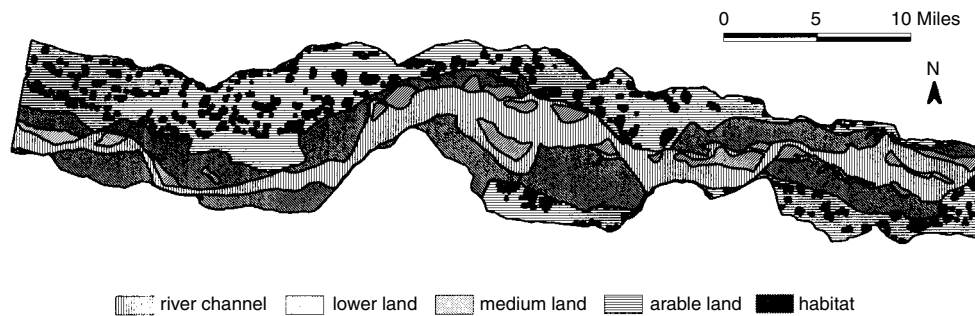 0 5 10 Miles
N
river channel lower land medium land arable land habitat